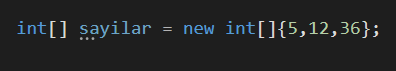 int[] sayilar = new int[]{5,12,36};